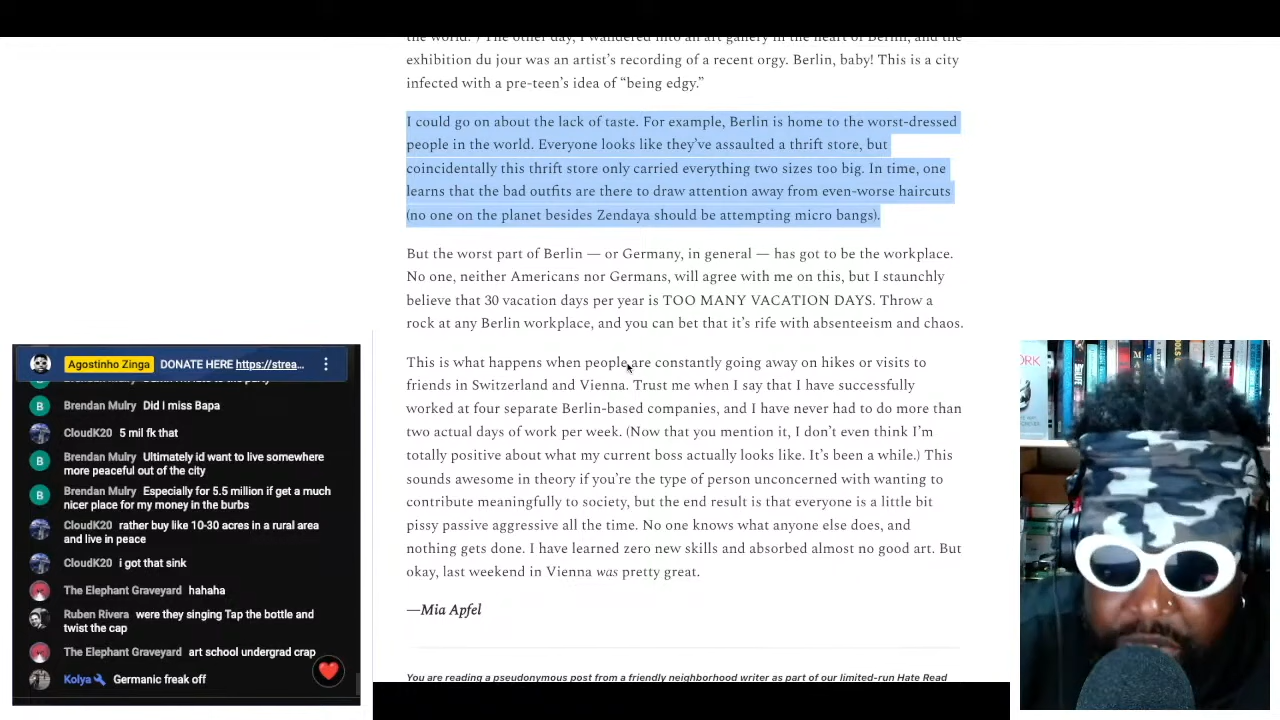 the world.") The other day, I wandered into an art gallery in the heart of Berlin, and the
exhibition du jour was an artist's recording of a recent orgy. Berlin, baby! This is a city
infected with a pre-teen's idea of “being edgy.”
I could go on about the lack of taste. For example, Berlin is home to the worst-dressed
people in the world. Everyone looks like they've assaulted a thrift store, but
coincidentally this thrift store only carried everything two sizes too big. In time, one
learns that the bad outfits are there to draw attention away from even-worse haircuts
(no one on the planet besides Zendaya should be attempting micro bangs).
But the worst part of Berlin — or Germany, in general — has got to be the workplace.
No one, neither Americans nor Germans, will agree with me on this, but I staunchly
believe that 30 vacation days per year is TOO MANY VACATION DAYS. Throw a
rock at any Berlin workplace, and you can bet that it's rife with absenteeism and chaos.
This is what happens when people are constantly going away on hikes or visits to
friends in Switzerland and Vienna. Trust me when I say that I have successfully
worked at four separate Berlin-based companies, and I have never had to do more than
two actual days of work per week. (Now that you mention it, I don't even think I'm
totally positive about what my current boss actually looks like. It's been a while.) This
sounds awesome in theory if you're the type of person unconcerned with wanting to
contribute meaningfully to society, but the end result is that everyone is a little bit
pissy passive aggressive all the time. No one knows what anyone else does, and
nothing gets done. I have learned zero new skills and absorbed almost no good art. But
okay, last weekend in Vienna was pretty great.
—Mia Apfel
You are reading a pseudonymous post from a friendly neighborhood writer as part of our limited-run Hate Read
Agostinho Zinga DONATE HERE https://strea...
B Brendan Mulry Did I miss Bapa
CloudK20 5 mil fk that
B Brendan Mulry Ultimately id want to live somewhere
more peaceful out of the city
B Brendan Mulry Especially for 5.5 million if get a much
nicer place for my money in the burbs
CloudK20 rather buy like 10-30 acres in a rural area
and live in peace
CloudK20 i got that sink
The Elephant Graveyard hahaha
Ruben Rivera were they singing Tap the bottle and
twist the cap
The Elephant Graveyard art school undergrad crap
Kolya Germanic freak off